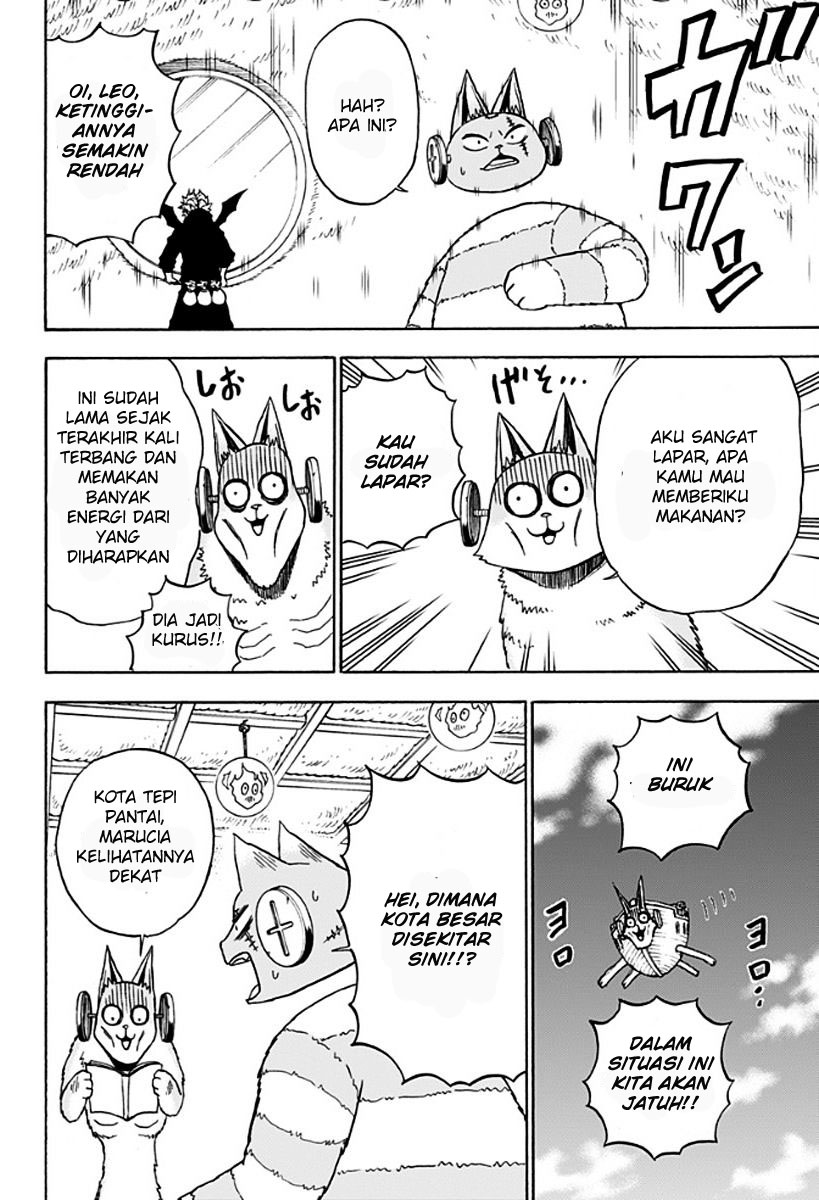 ガ
ク
ン
HAH?
APA INI?
OI, LEO,
KETINGGI-
ANNYA
SEMAKIN
RENDAH
AKU SANGAT
LAPAR, APA
KAMU MAU
MEMBERIKU
MAKANAN?
げそ...
KAU
SUDAH
LAPAR?
しお
しお
INI SUDAH
LAMA SEJAK
TERAKHIR KALI
TERBANG DAN
MEMAKAN
BANYAK
ENERGI DARI
YANG
DIHARAPKAN
DIA JADI
KURUS!!
INI
BURUK
ヨロ
ヨロ
DALAM
SITUASI INI
KITA AKAN
JATUH!!
HEI, DIMANA
KOTA BESAR
DISEKITAR
SINI!!?
KOTA TEPI
PANTAI,
MARUCIA
KELIHATANNYA
DEKAT